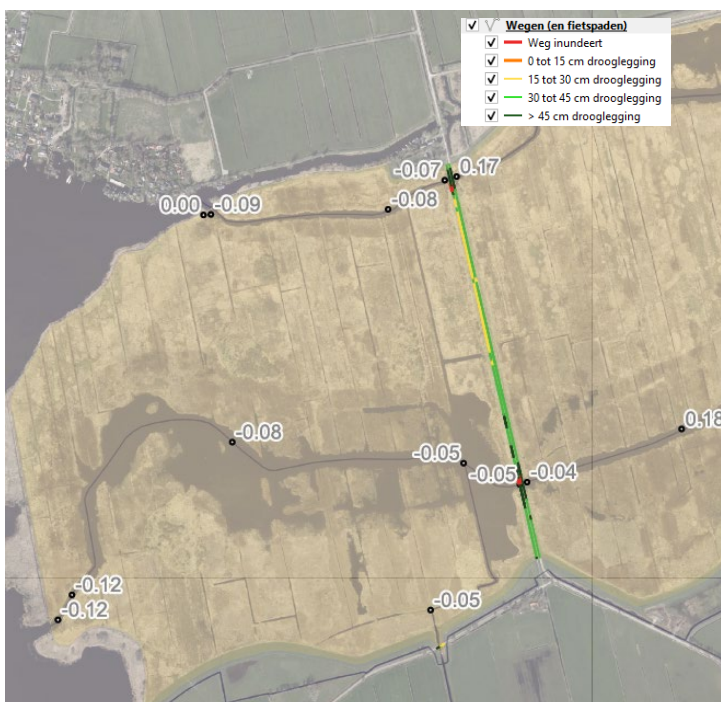 Wegen (en fietspaden)
Weg inundeert
0 tot 15 cm drooglegging
15 tot 30 cm drooglegging
30 tot 45 cm drooglegging
> 45 cm drooglegging
-0.07 0.17
0.00 -0.09 -0.08
0.18
-0.08
-0.05
-0.05 -0.04
-0.12
-0.05
-0.12